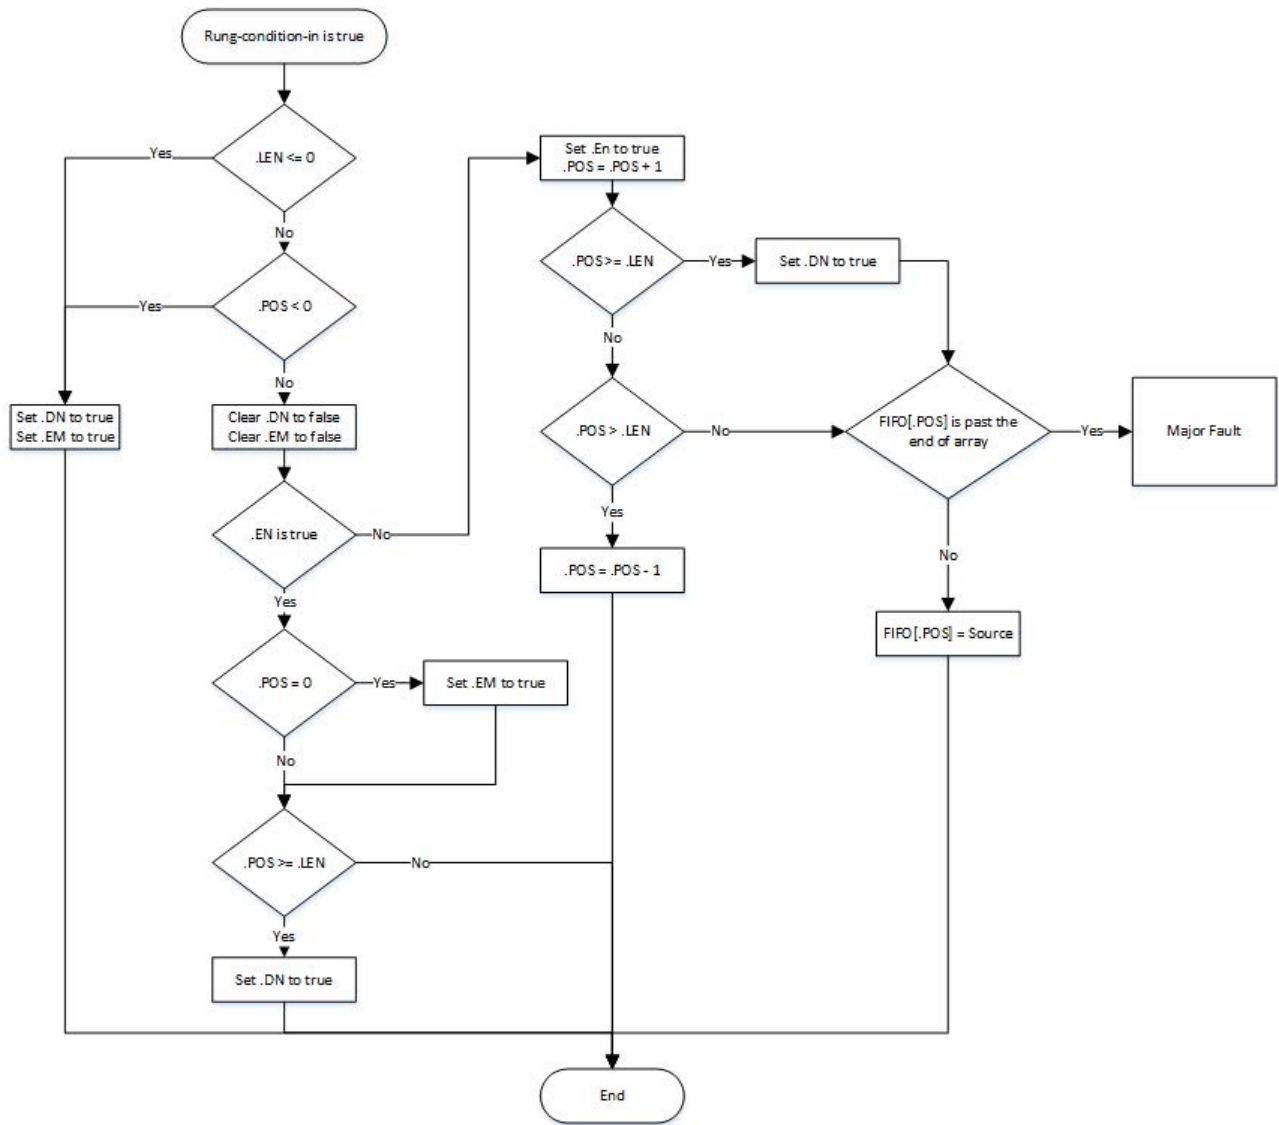 Rung-condition-in is true
.LEN <= 0
Yes
No
.POS < 0
Yes
No
Set .DN to true
Set .EM to true
Clear .DN to false
Clear .EM to false
.EN is true
No
Yes
.POS = 0
Yes
Set .EM to true
No
.POS >= .LEN
No
Yes
Set .DN to true
Set .En to true
.POS = .POS + 1
.POS>= .LEN
Yes
Set .DN to true
No
.POS > .LEN
No
Yes
.POS = .POS - 1
FIFO[.POS] is past the
end of array
Yes
Major Fault
No
FIFO[.POS] = Source
End